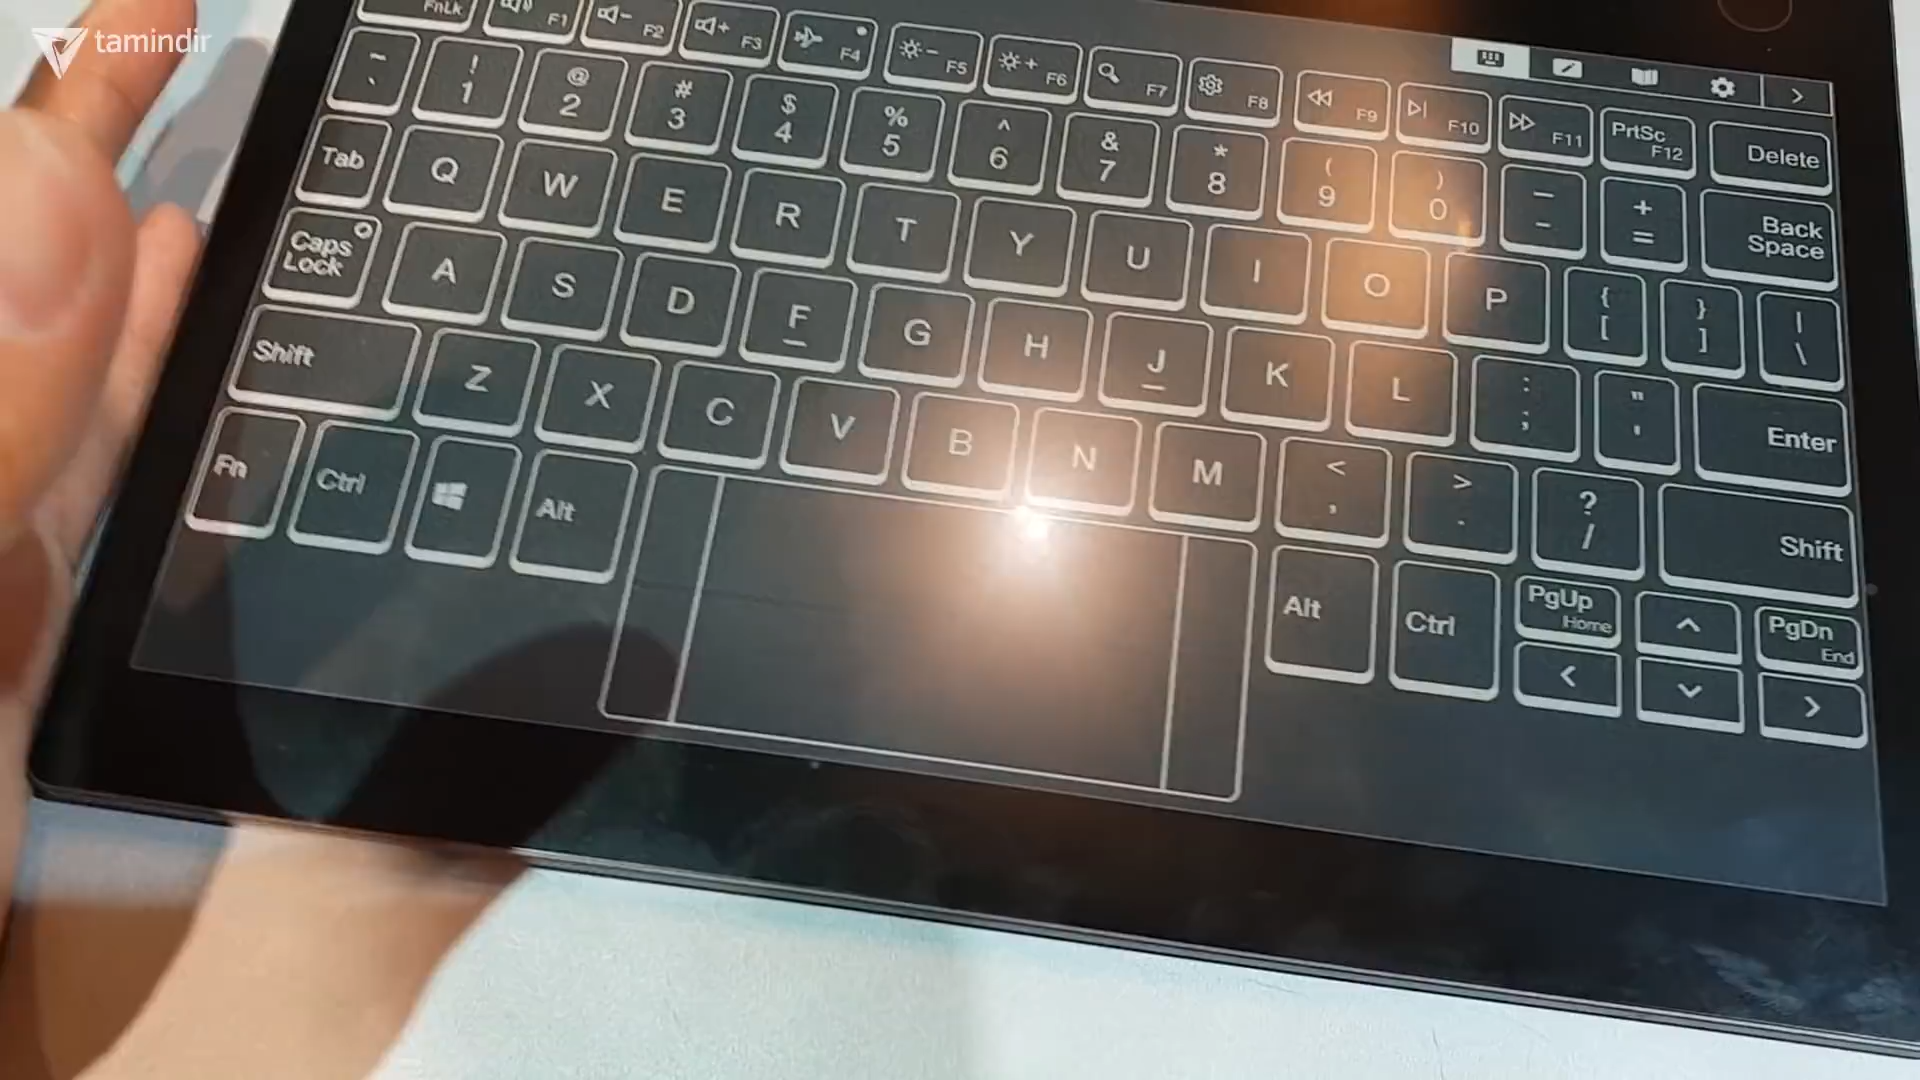 tamindir
FnLk F1 F2 F3 F4 F5 F6 F7 F8 F9 F10 F11 PrtSc F12 Delete
~ ` ! 1 @ 2 # 3 $ 4 % 5 ^ 6 & 7 * 8 ( 9 ) 0 _ - + = Back Space
Tab Q W E R T Y U I O P { [ } ] | \
Caps Lock A S D F G H J K L : ; " ' Enter
Shift Z X C V B N M < , > . ? / Shift
Fn Ctrl Alt Alt Ctrl PgUp Home PgDn End